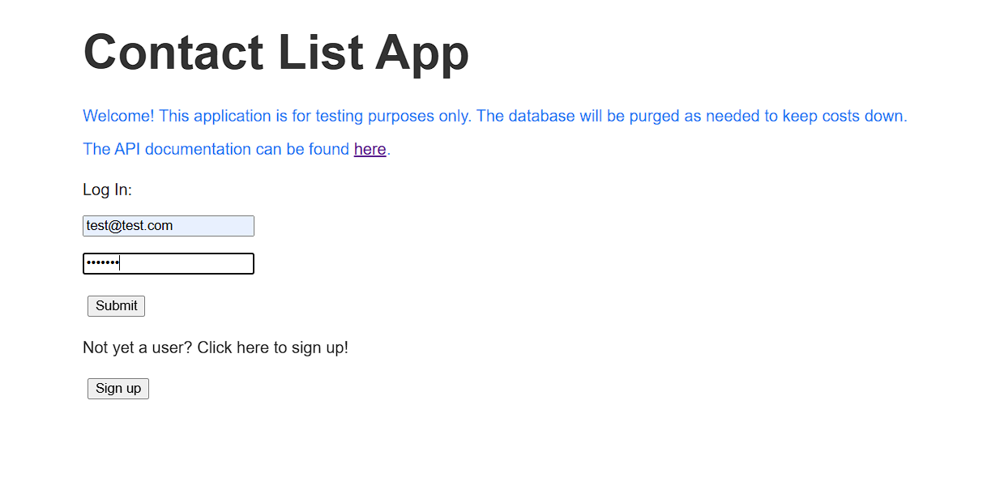 Contact List App
Welcome! This application is for testing purposes only. The database will be purged as needed to keep costs down.
The API documentation can be found here.
Log In:
test@test.com
•••••••
Submit
Not yet a user? Click here to sign up!
Sign up